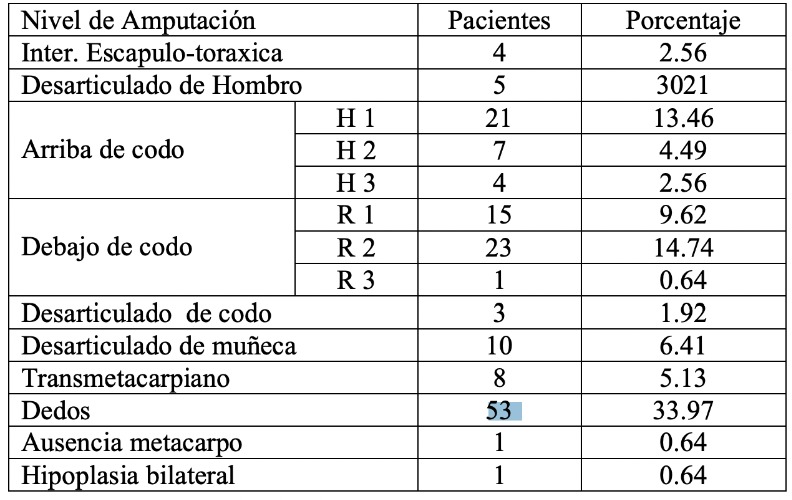 Nivel de Amputación Pacientes Porcentaje
Inter. Escapulo-toraxica 4 2.56
Desarticulado de Hombro 5 3021
Arriba de codo H 1 21 13.46
H 2 7 4.49
H 3 4 2.56
Debajo de codo R 1 15 9.62
R 2 23 14.74
R 3 1 0.64
Desarticulado de codo 3 1.92
Desarticulado de muñeca 10 6.41
Transmetacarpiano 8 5.13
Dedos 53 33.97
Ausencia metacarpo 1 0.64
Hipoplasia bilateral 1 0.64